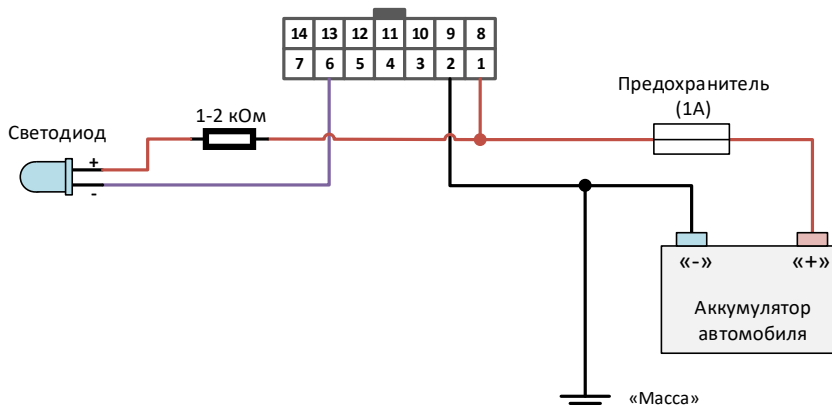 14 13 12 11 10 9 8
7 6 5 4 3 2 1
Предохранитель
(1А)
1-2 кОм
Светодиод
+
-
«-» «+»
Аккумулятор
автомобиля
«Масса»